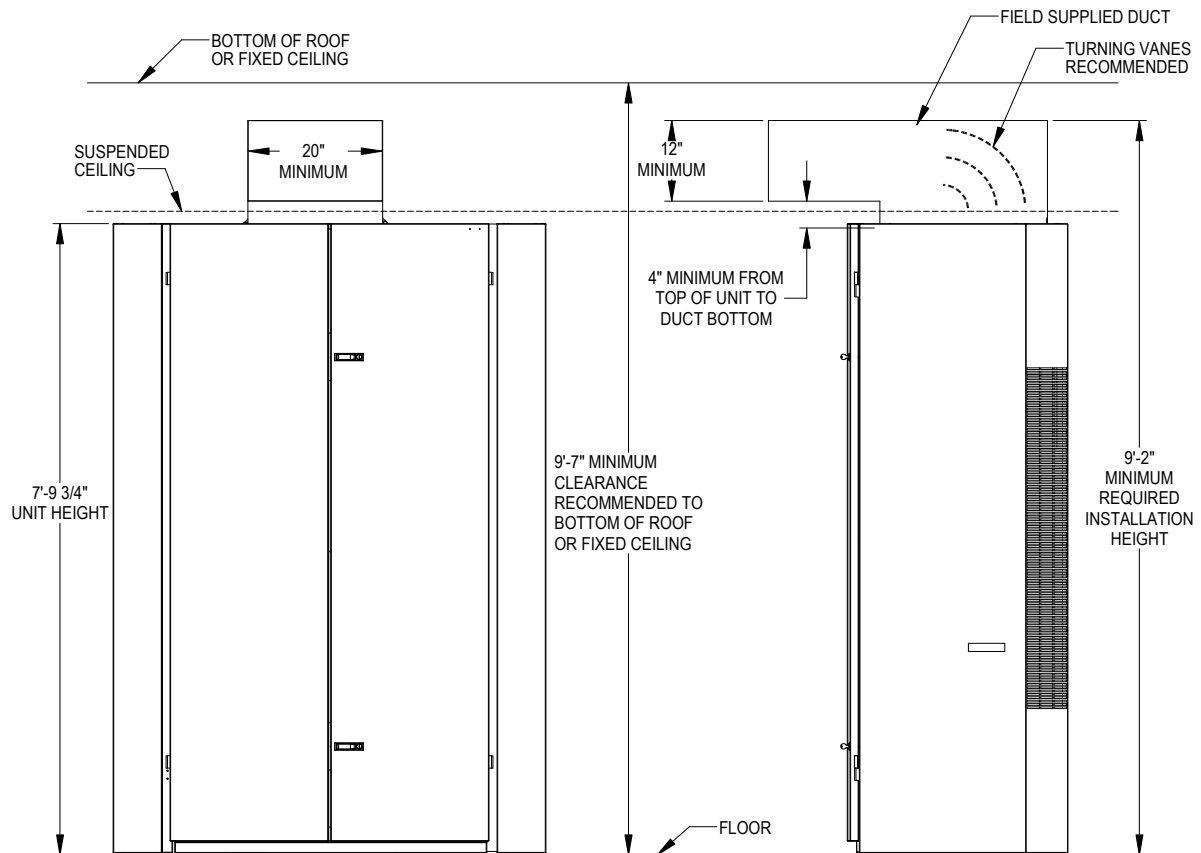 FIELD SUPPLIED DUCT
BOTTOM OF ROOF
OR FIXED CEILING
TURNING VANES
RECOMMENDED
SUSPENDED
CEILING
20"
MINIMUM
12"
MINIMUM
4" MINIMUM FROM
TOP OF UNIT TO
DUCT BOTTOM
7'-9 3/4"
UNIT HEIGHT
9'-7" MINIMUM
CLEARANCE
RECOMMENDED TO
BOTTOM OF ROOF
OR FIXED CEILING
9'-2"
MINIMUM
REQUIRED
INSTALLATION
HEIGHT
FLOOR